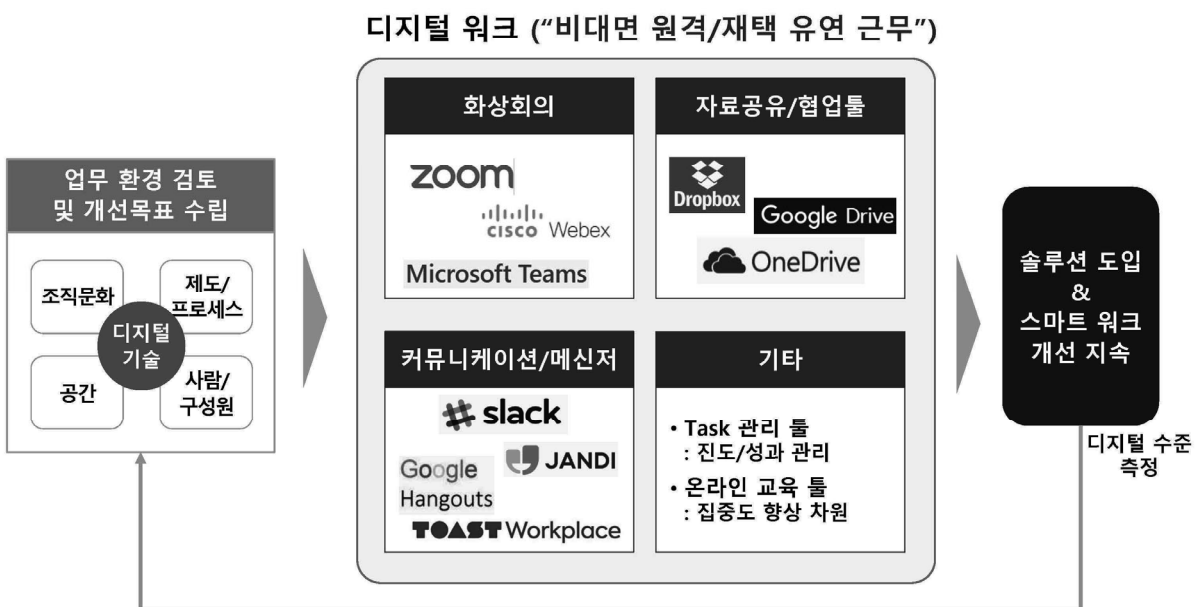 디지털 워크 (“비대면 원격/재택 유연 근무”)
업무 환경 검토
및 개선목표 수립
조직문화
제도/
프로세스
디지털
기술
공간
사람/
구성원
화상회의
zoom
cisco Webex
Microsoft Teams
자료공유/협업툴
Dropbox
Google Drive
OneDrive
커뮤니케이션/메신저
slack
JANDI
Google
Hangouts
TOAST Workplace
기타
• Task 관리 툴
: 진도/성과 관리
• 온라인 교육 툴
: 집중도 향상 차원
솔루션 도입
&
스마트 워크
개선 지속
디지털 수준
측정